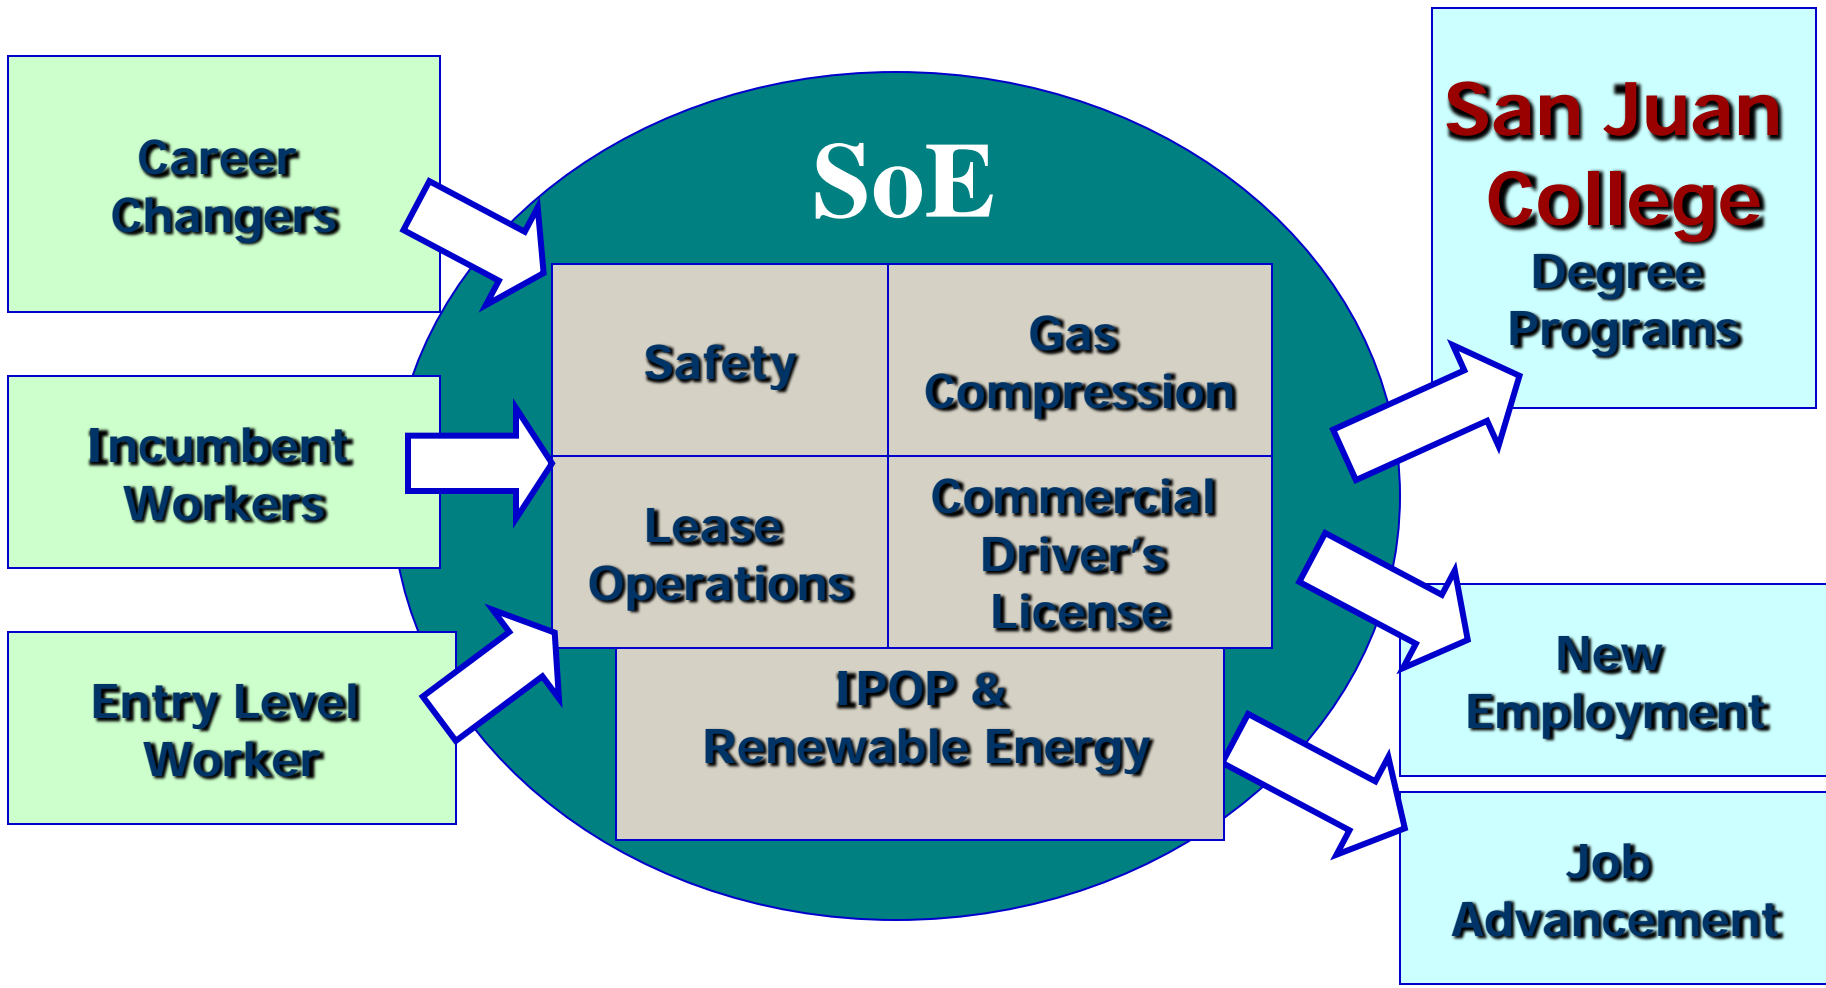 Career
Changers
Incumbent
Workers
Entry Level
Worker
SoE
Safety
Gas
Compression
Lease
Operations
Commercial
Driver’s
License
IPOP &
Renewable Energy
San Juan
College
Degree
Programs
New
Employment
Job
Advancement